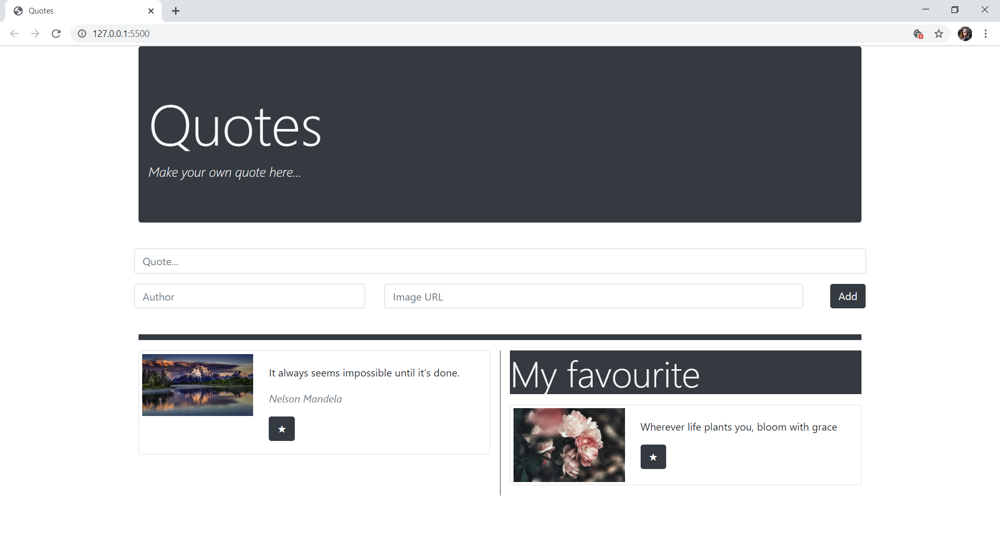 Quotes
127.0.0.1:5500
Quotes
Make your own quote here...
Quote...
Author
Image URL
Add
It always seems impossible until it’s done.
Nelson Mandela
★
My favourite
Wherever life plants you, bloom with grace
★